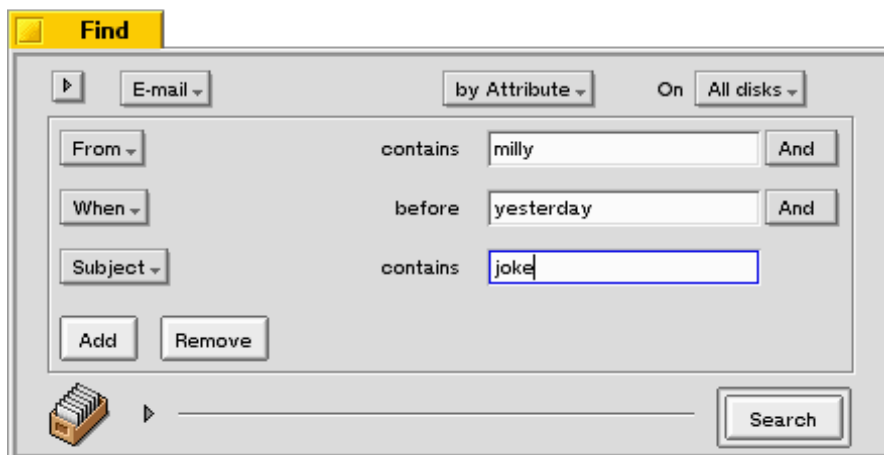 Find
E-mail by Attribute On All disks
From contains milly And
When before yesterday And
Subject contains joke
Add Remove
Search